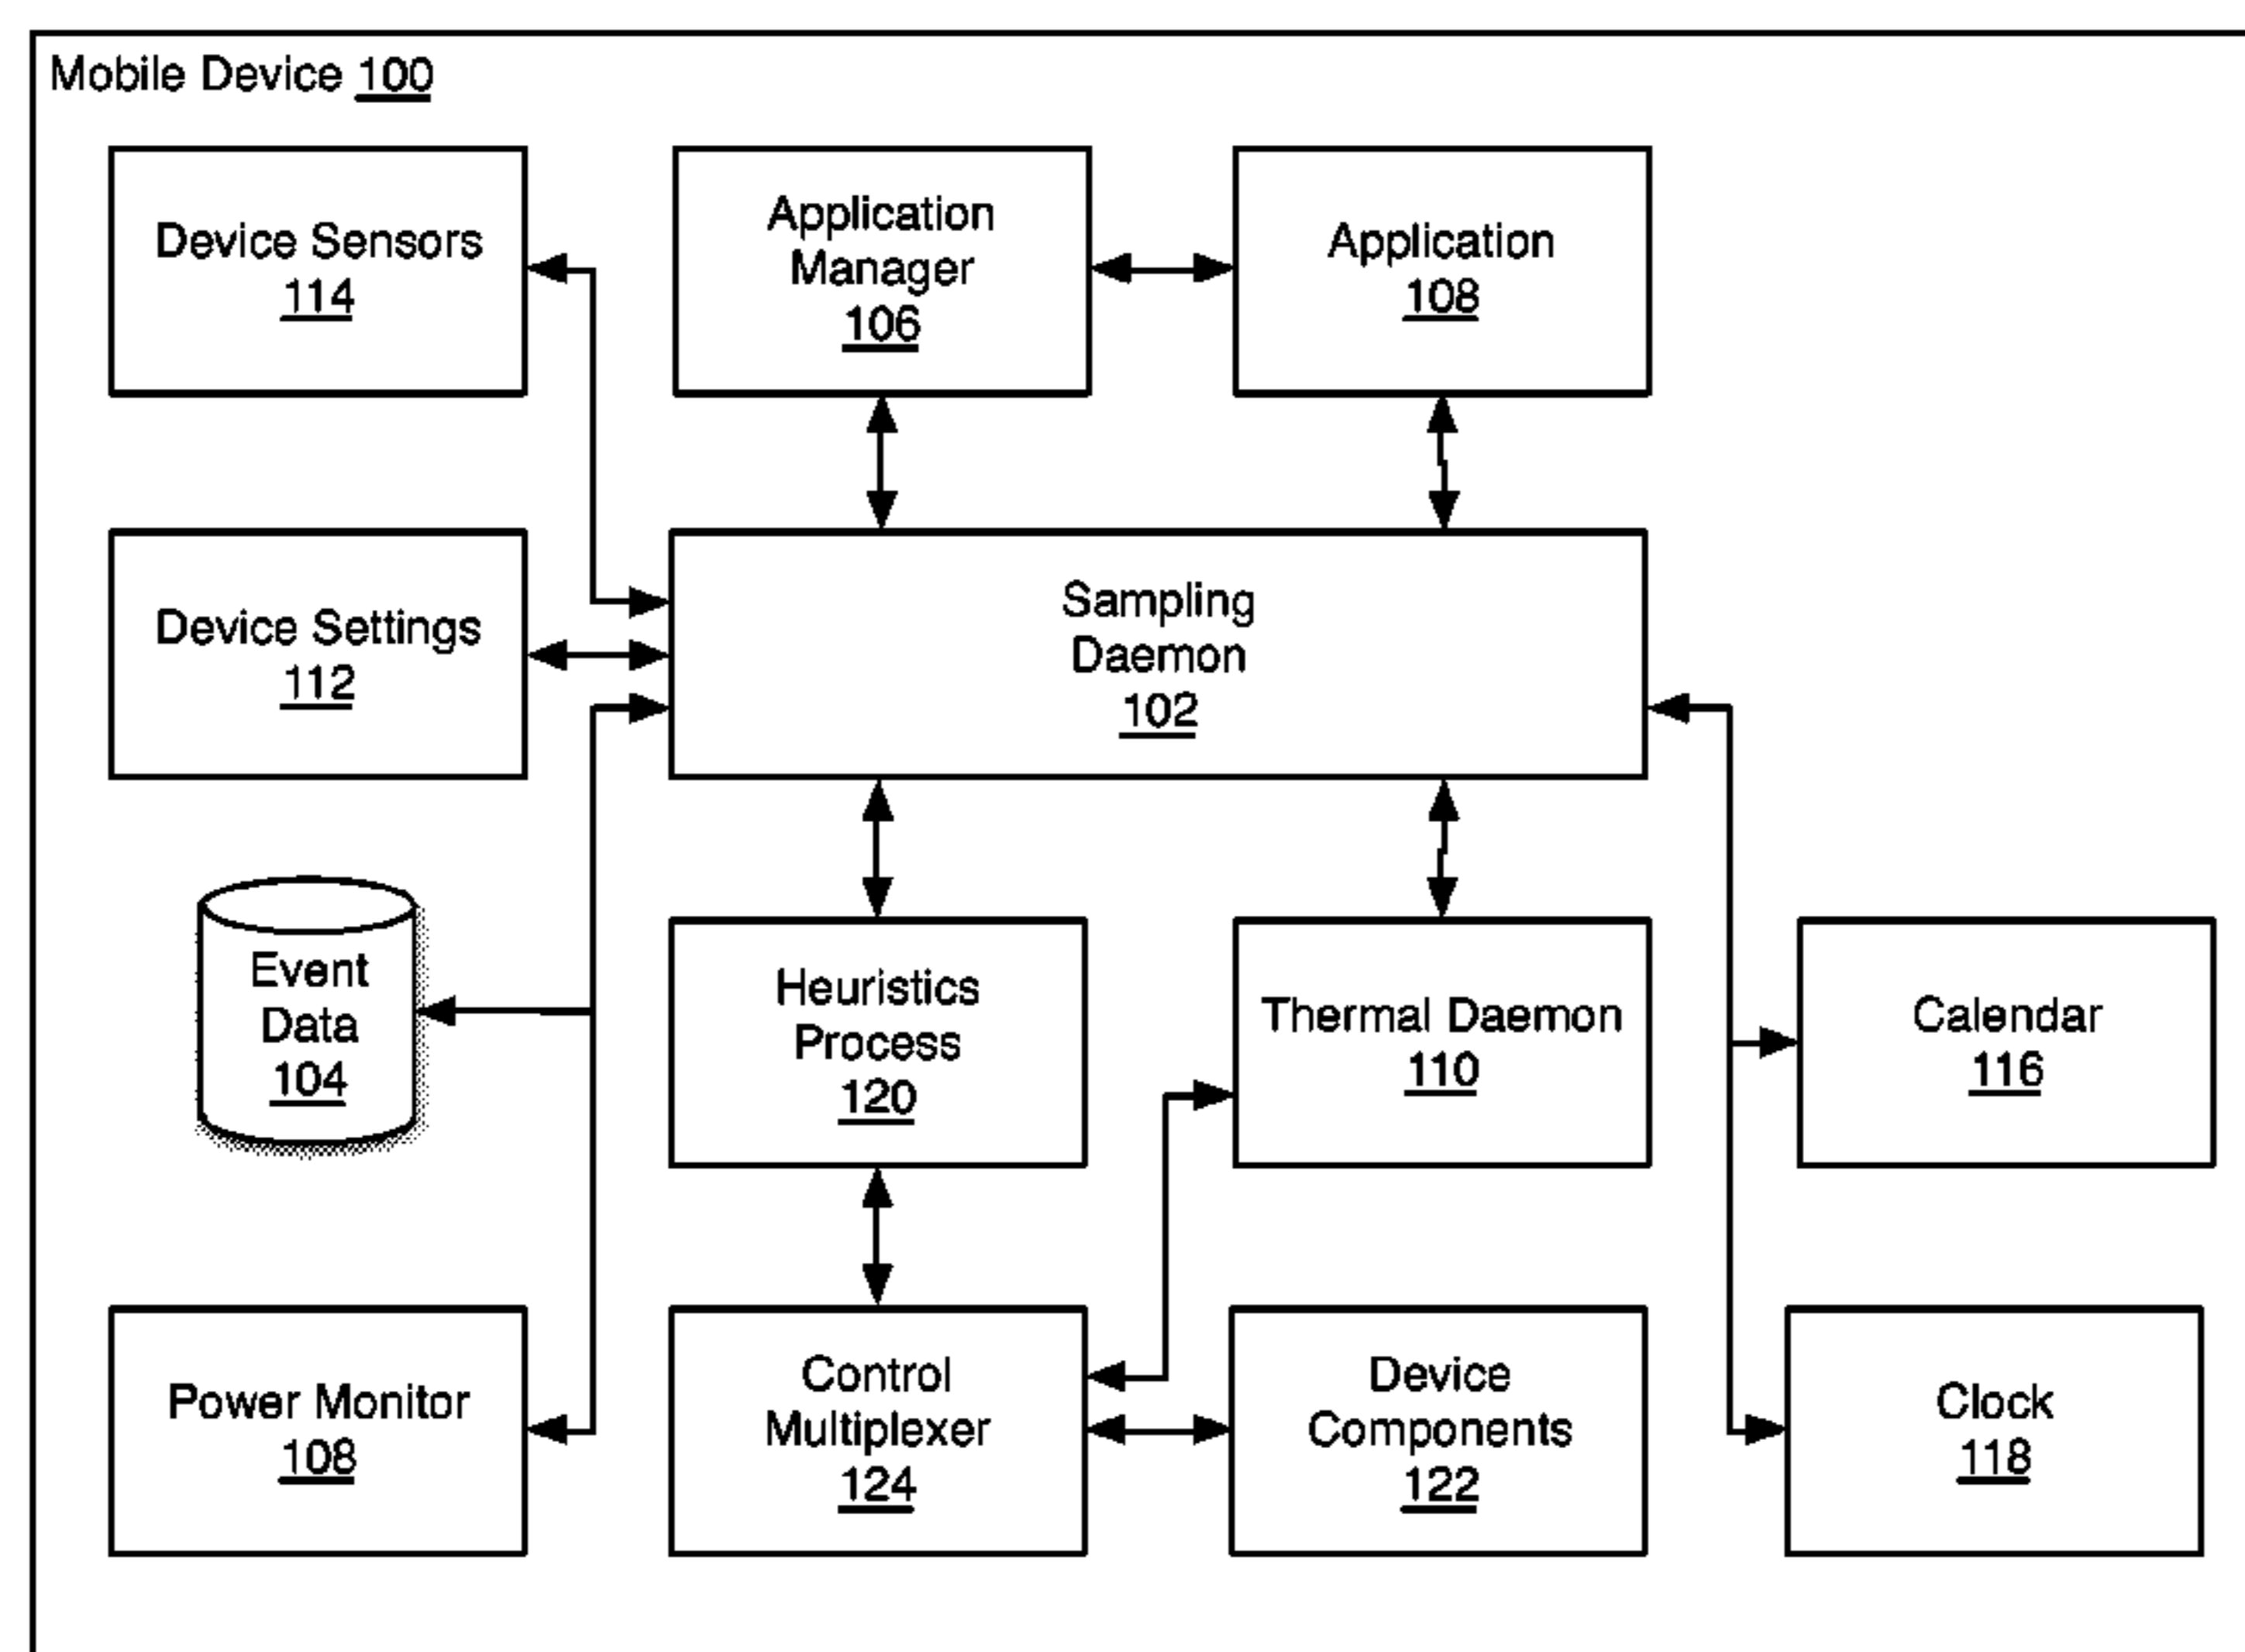 Mobile Device 100
Device Sensors
114
Application
Manager
106
Application
108
Device Settings
112
Sampling
Daemon
102
Event
Data
104
Heuristics
Process
120
Thermal Daemon
110
Calendar
116
Power Monitor
108
Control
Multiplexer
124
Device
Components
122
Clock
118